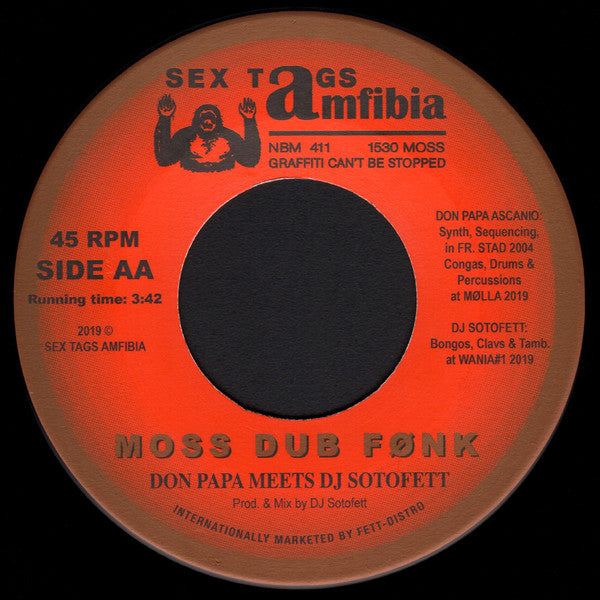 SEX TAGS
amfibia
NBM 411 1530 MOSS
GRAFFITI CAN'T BE STOPPED
45 RPM
SIDE AA
Running time: 3:42
2019 ©
SEX TAGS AMFIBIA
DON PAPA ASCANIO:
Synth, Sequencing.
in FR. STAD 2004
Congas, Drums &
Percussions
at MØLLA 2019
DJ SOTOFETT:
Bongos, Clavs & Tamb.
at WANIA#1 2019
MOSS DUB FØNK
DON PAPA MEETS DJ SOTOFETT
Prod. & Mix by DJ Sotofett
INTERNATIONALLY MARKETED BY FETT-DISTRO